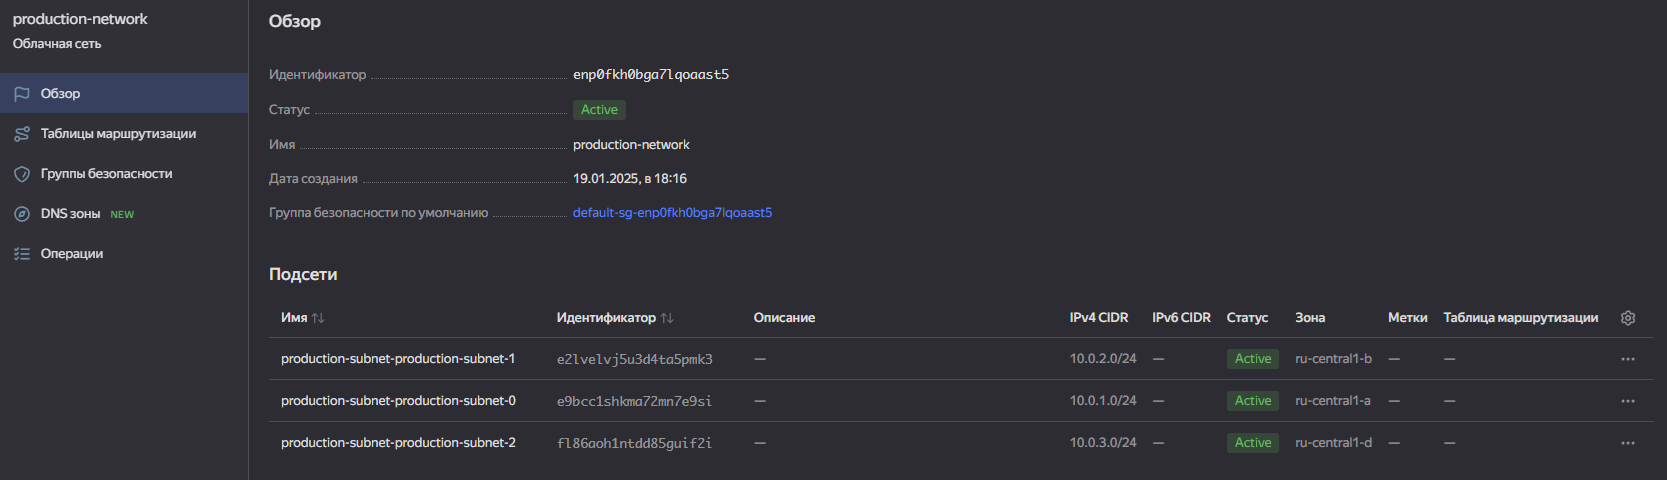 production-network
Облачная сеть
Обзор
Таблицы маршрутизации
Группы безопасности
DNS зоны NEW
Операции
Обзор
Идентификатор enp0fkh0bga7lqoaast5
Статус Active
Имя production-network
Дата создания 19.01.2025, в 18:16
Группа безопасности по умолчанию default-sg-enp0fkh0bga7lqoaast5
Подсети
Имя Идентификатор Описание IPv4 CIDR IPv6 CIDR Статус Зона Метки Таблица маршрутизации
production-subnet-production-subnet-1 e2lvelvj5u3d4ta5pmk3 — 10.0.2.0/24 — Active ru-central1-b — —
production-subnet-production-subnet-0 e9bcc1shkma72mn7e9si — 10.0.1.0/24 — Active ru-central1-a — —
production-subnet-production-subnet-2 fl86aoh1ntdd85guif2i — 10.0.3.0/24 — Active ru-central1-d — —